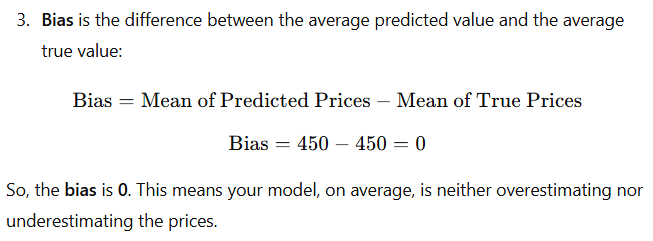 3. Bias is the difference between the average predicted value and the average
true value:
Bias = Mean of Predicted Prices − Mean of True Prices
Bias = 450 − 450 = 0
So, the bias is 0. This means your model, on average, is neither overestimating nor
underestimating the prices.